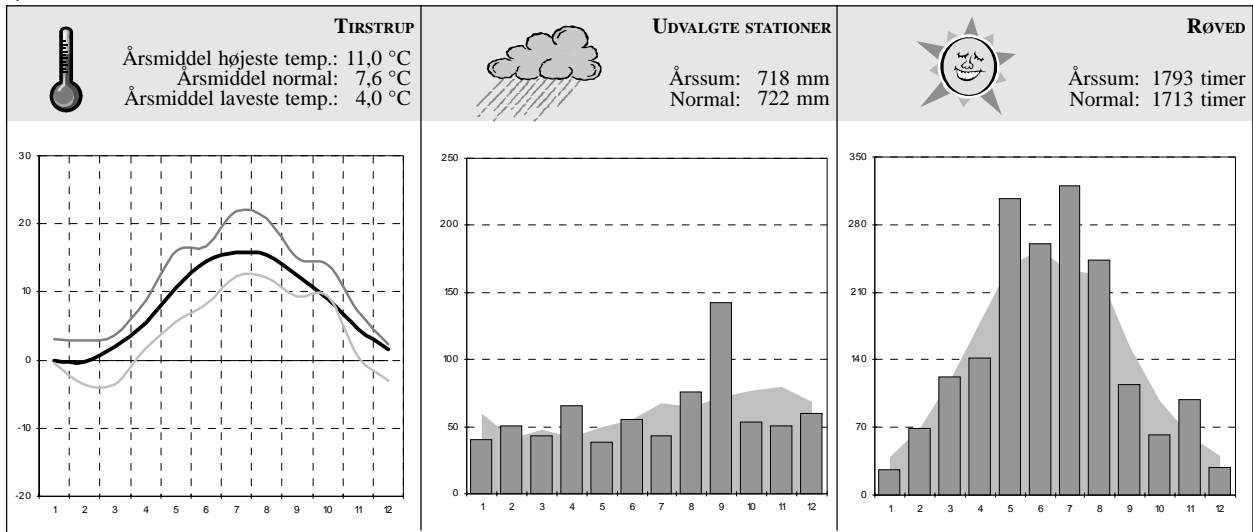 TIRSTRUP
Årsmiddel højeste temp.: 11,0 °C
Årsmiddel normal: 7,6 °C
Årsmiddel laveste temp.: 4,0 °C
30
20
10
0
-10
-20
1 2 3 4 5 6 7 8 9 10 11 12
UDVALGTE STATIONER
Årssum: 718 mm
Normal: 722 mm
250
200
150
100
50
0
1 2 3 4 5 6 7 8 9 10 11 12
RØVED
Årssum: 1793 timer
Normal: 1713 timer
350
280
210
140
70
0
1 2 3 4 5 6 7 8 9 10 11 12